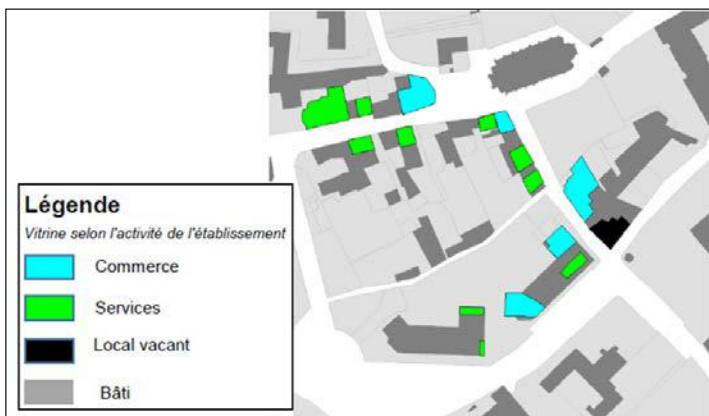 Légende
Vitrine selon l'activité de l'établissement
Commerce
Services
Local vacant
Bâti